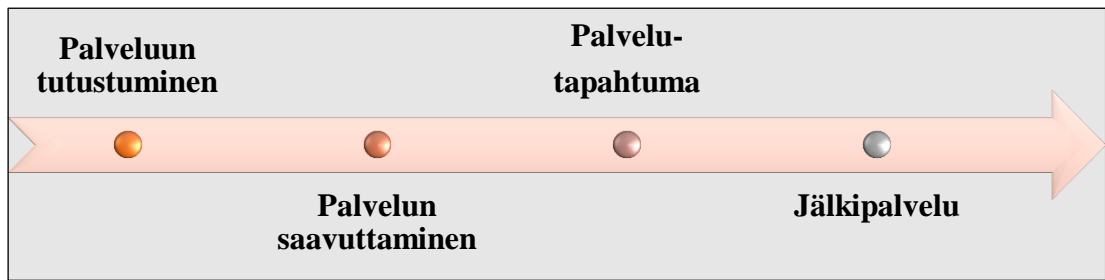 Palveluun
tutustuminen
Palvelun
saavuttaminen
Palvelu-
tapahtuma
Jälkipalvelu